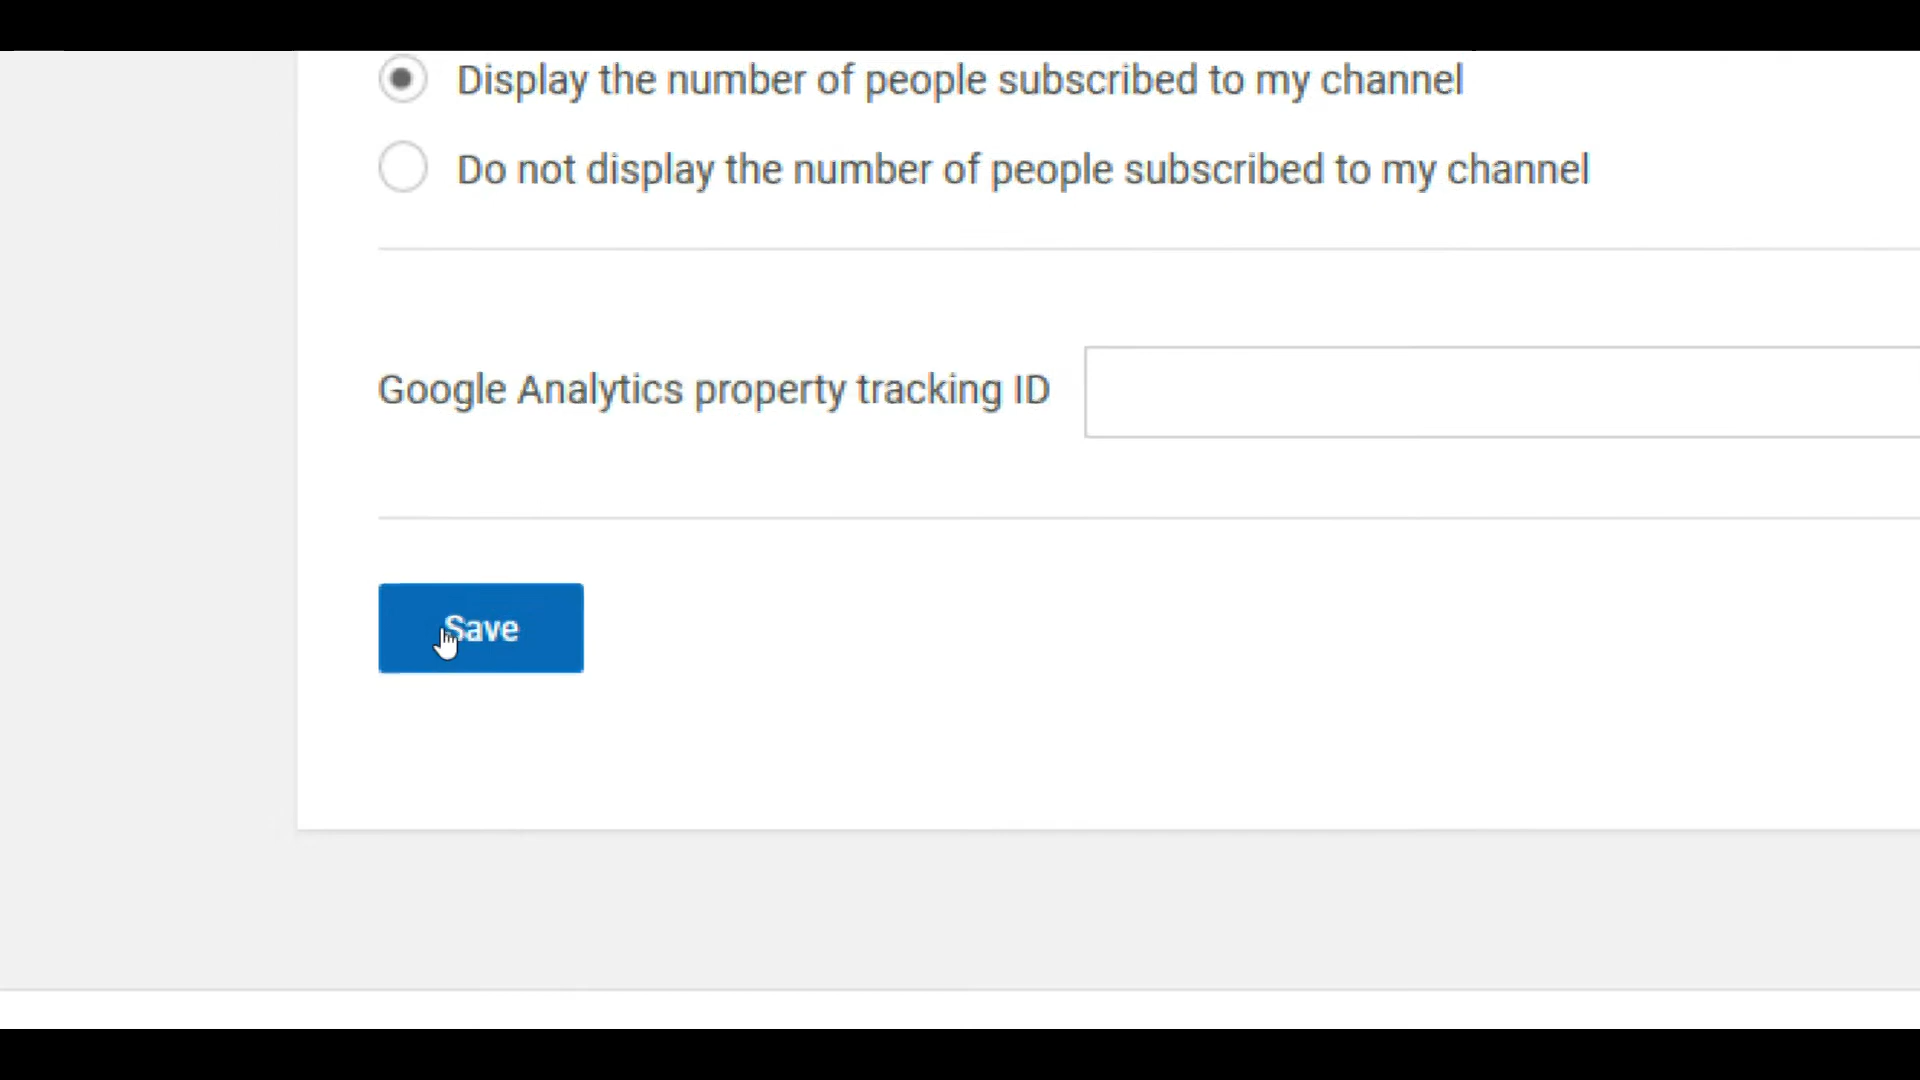 Display the number of people subscribed to my channel
Do not display the number of people subscribed to my channel
Google Analytics property tracking ID
Save